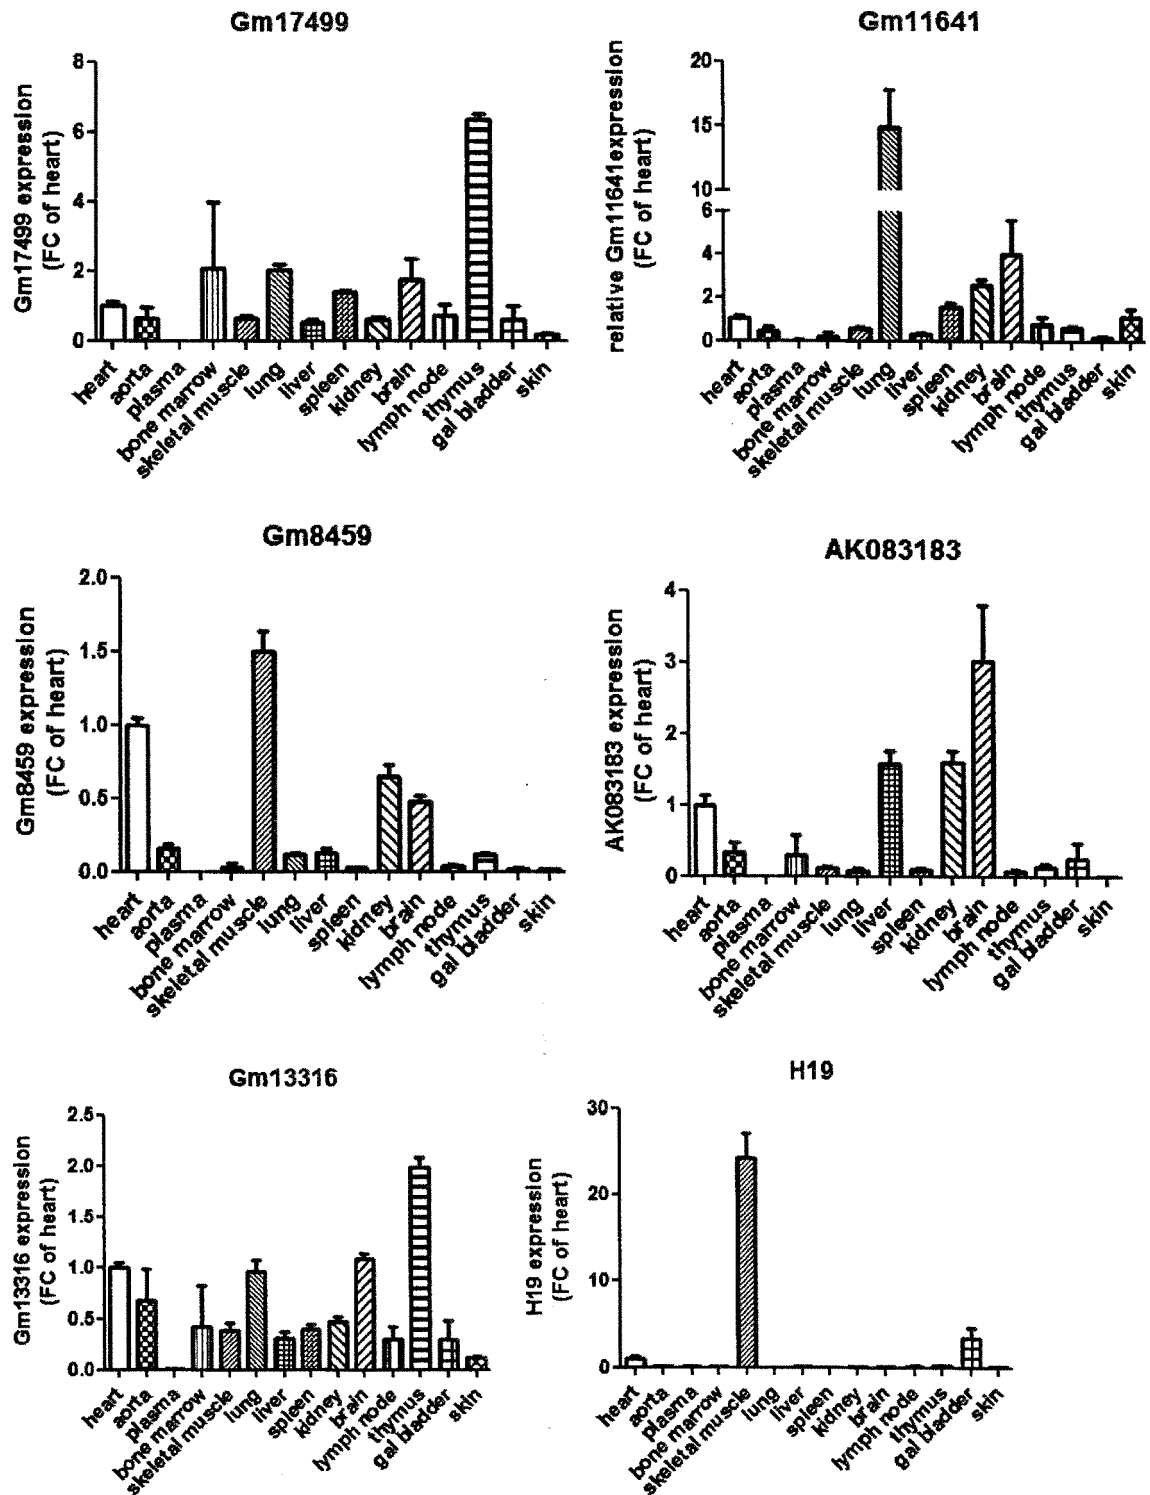 Gm17499
Gm17499 expression
(FC of heart)
8
6
4
2
0
heart
aorta
plasma
bone marrow
skeletal muscle
lung
liver
spleen
kidney
brain
lymph node
thymus
gal bladder
skin
Gm11641
relative Gm11641expression
(FC of heart)
20
15
10
6
4
2
0
heart
aorta
plasma
bone marrow
skeletal muscle
lung
liver
spleen
kidney
brain
lymph node
thymus
gal bladder
skin
Gm8459
Gm8459 expression
(FC of heart)
2.0
1.5
1.0
0.5
0.0
heart
aorta
plasma
bone marrow
skeletal muscle
lung
liver
spleen
kidney
brain
lymph node
thymus
gal bladder
skin
AK083183
AK083183 expression
(FC of heart)
4
3
2
1
0
heart
aorta
plasma
bone marrow
skeletal muscle
lung
liver
spleen
kidney
brain
lymph node
thymus
gal bladder
skin
Gm13316
Gm13316 expression
(FC of heart)
2.5
2.0
1.5
1.0
0.5
0.0
heart
aorta
plasma
bone marrow
skeletal muscle
lung
liver
spleen
kidney
brain
lymph node
thymus
gal bladder
skin
H19
H19 expression
(FC of heart)
30
20
10
0
heart
aorta
plasma
bone marrow
skeletal muscle
lung
liver
spleen
kidney
brain
lymph node
thymus
gal bladder
skin